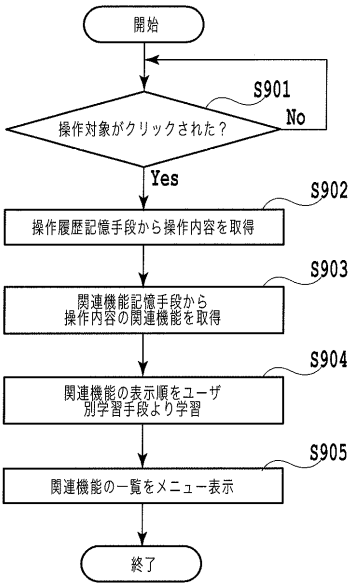 開始
S901
操作対象がクリックされた?
No
Yes
S902
操作履歴記憶手段から操作内容を取得
S903
関連機能記憶手段から
操作内容の関連機能を取得
S904
関連機能の表示順をユーザ
別学習手段より学習
S905
関連機能の一覧をメニュー表示
終了